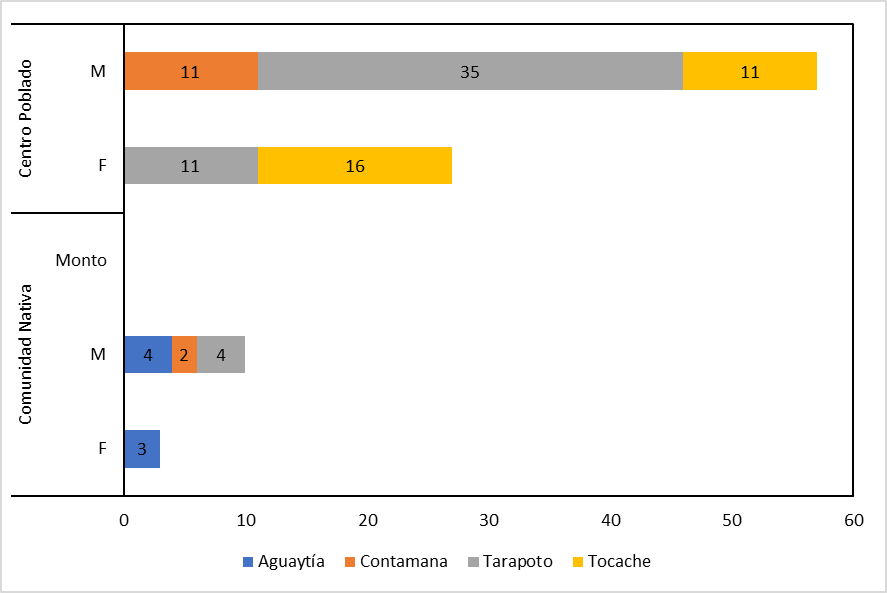 Centro Poblado
M
11
35
11
F
11
16
Comunidad Nativa
Monto
M
4
2
4
F
3
0
10
20
30
40
50
60
Aguaytía
Contamana
Tarapoto
Tocache